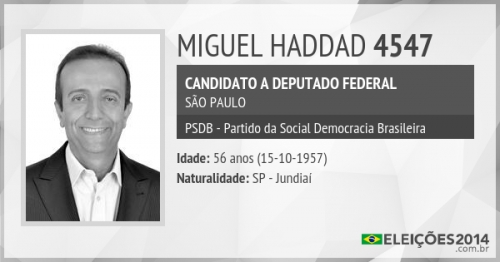 MIGUEL HADDAD 4547
CANDIDATO A DEPUTADO FEDERAL
SÃO PAULO
PSDB - Partido da Social Democracia Brasileira
Idade: 56 anos (15-10-1957)
Naturalidade: SP - Jundiaí
ELEIÇÕES2014
.com.br